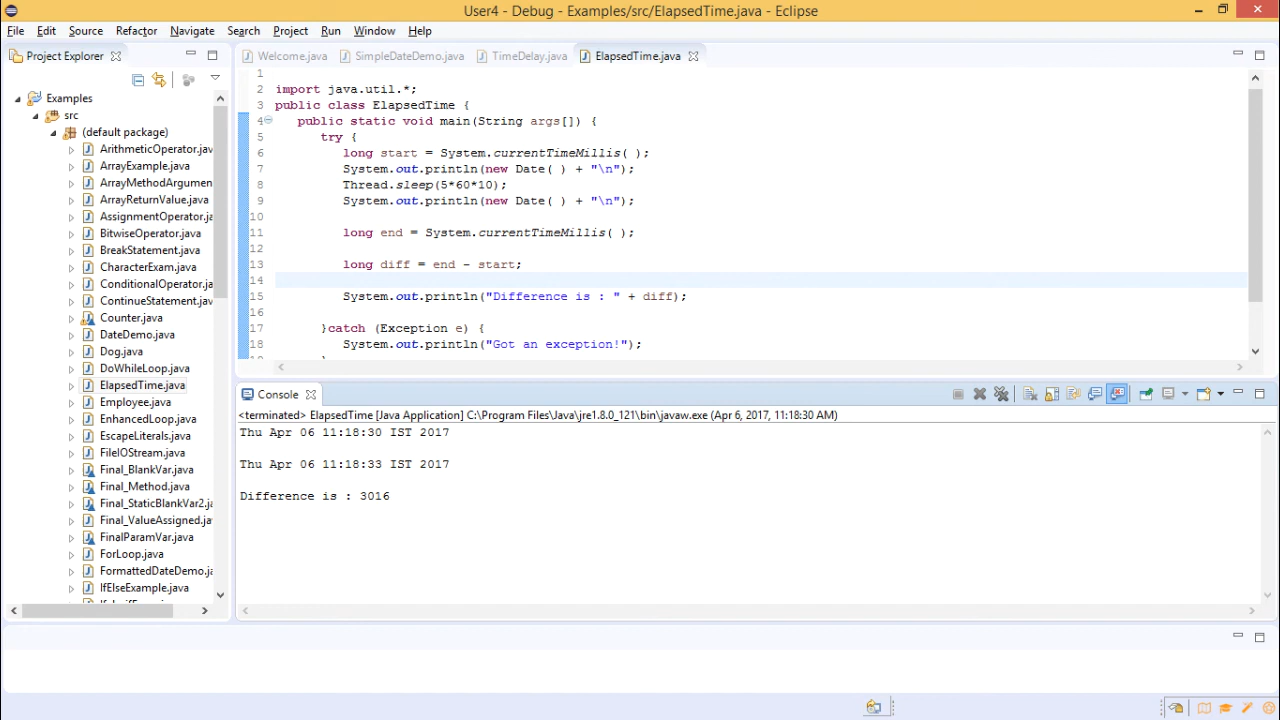 User4 - Debug - Examples/src/ElapsedTime.java - Eclipse
File Edit Source Refactor Navigate Search Project Run Window Help
Project Explorer
Welcome.java SimpleDateDemo.java TimeDelay.java ElapsedTime.java
Examples
src
(default package)
ArithmeticOperator.jav
ArrayExample.java
ArrayMethodArgumen
ArrayReturnValue.java
AssignmentOperator.ja
BitwiseOperator.java
BreakStatement.java
CharacterExam.java
ConditionalOperator.ja
ContinueStatement.jav
Counter.java
DateDemo.java
Dog.java
DoWhileLoop.java
ElapsedTime.java
Employee.java
EnhancedLoop.java
EscapeLiterals.java
FileIOStream.java
Final_BlankVar.java
Final_Method.java
Final_StaticBlankVar2.ja
Final_ValueAssigned.ja
FinalParamVar.java
ForLoop.java
FormattedDateDemo.ja
IfElseExample.java
1
2 import java.util.*;
3 public class ElapsedTime {
4 public static void main(String args[]) {
5 try {
6 long start = System.currentTimeMillis( );
7 System.out.println(new Date( ) + "\n");
8 Thread.sleep(5*60*10);
9 System.out.println(new Date( ) + "\n");
10
11 long end = System.currentTimeMillis( );
12
13 long diff = end - start;
14
15 System.out.println("Difference is : " + diff);
16
17 }catch (Exception e) {
18 System.out.println("Got an exception!");
Console
<terminated> ElapsedTime [Java Application] C:\Program Files\Java\jre1.8.0_121\bin\javaw.exe (Apr 6, 2017, 11:18:30 AM)
Thu Apr 06 11:18:30 IST 2017
Thu Apr 06 11:18:33 IST 2017
Difference is : 3016